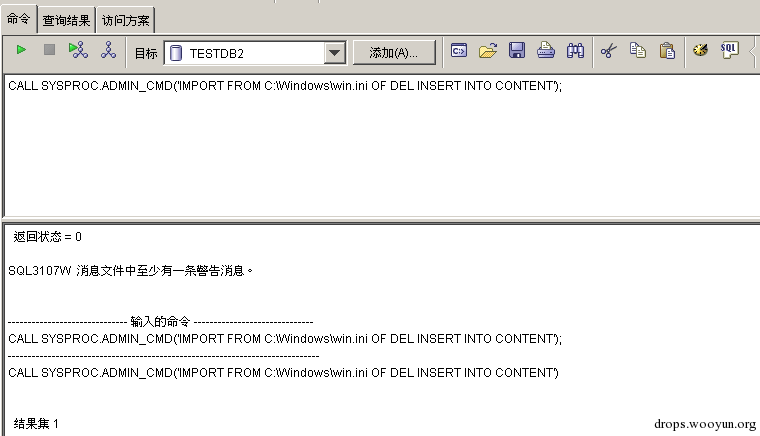 命令 查询结果 访问方案
目标 TESTDB2 添加(A)... SQL
CALL SYSPROC.ADMIN_CMD('IMPORT FROM C:\Windows\win.ini OF DEL INSERT INTO CONTENT');
返回状态 = 0
SQL3107W 消息文件中至少有一条警告消息。
------------------------------ 输入的命令 ------------------------------
CALL SYSPROC.ADMIN_CMD('IMPORT FROM C:\Windows\win.ini OF DEL INSERT INTO CONTENT');
------------------------------------------------------------------------------
CALL SYSPROC.ADMIN_CMD('IMPORT FROM C:\Windows\win.ini OF DEL INSERT INTO CONTENT')
结果集 1
drops.wooyun.org